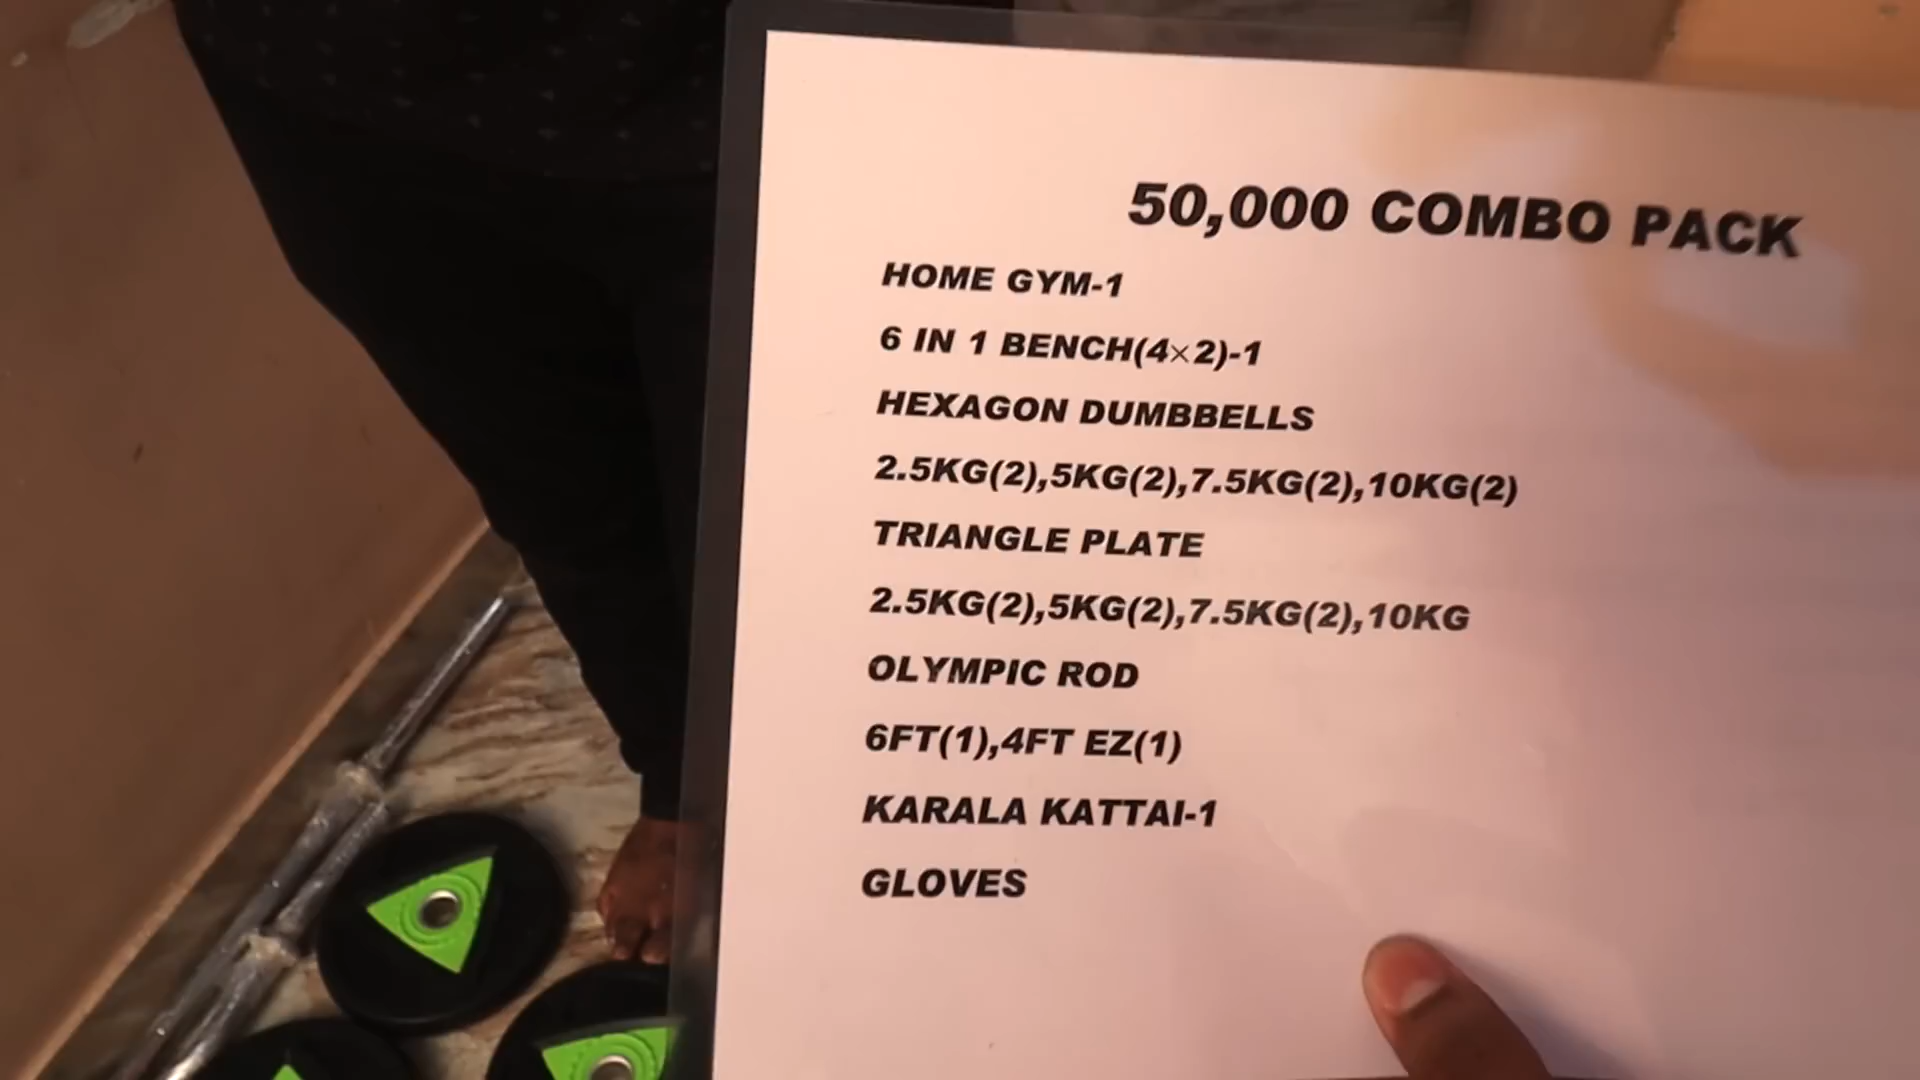 50,000 COMBO PACK
HOME GYM-1
6 IN 1 BENCH(4×2)-1
HEXAGON DUMBBELLS
2.5KG(2),5KG(2),7.5KG(2),10KG(2)
TRIANGLE PLATE
2.5KG(2),5KG(2),7.5KG(2),10KG
OLYMPIC ROD
6FT(1),4FT EZ(1)
KARALA KATTAI-1
GLOVES